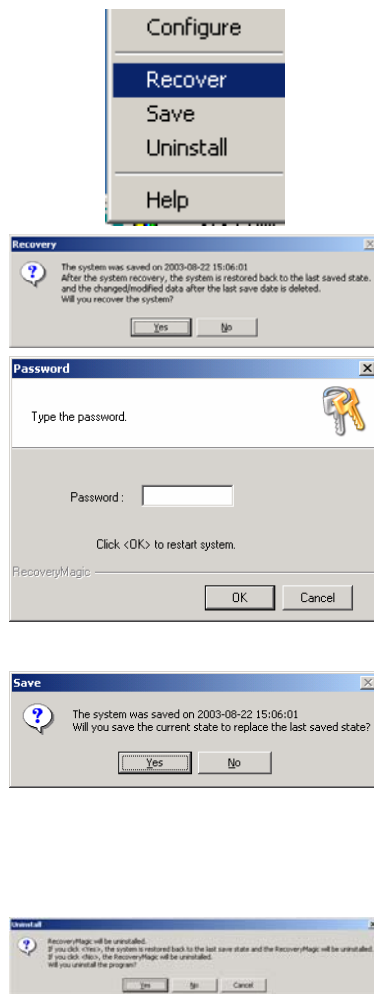 Configure
Recover
Save
Uninstall
Help
Recovery
The system was saved on 2003-08-22 15:06:01
After the system recovery, the system is restored back to the last saved state.
and the changed/modified data after the last save date is deleted.
Will you recover the system?
Yes No
Password
Type the password.
Password :
Click <OK> to restart system.
RecoveryMagic
OK Cancel
Save
The system was saved on 2003-08-22 15:06:01
Will you save the current state to replace the last saved state?
Yes No
Uninstall
RecoveryMagic will be uninstalled.
If you click <Yes>, the system is restored back to the last save state and the RecoveryMagic will be uninstalled.
If you click <No>, the RecoveryMagic will be uninstalled.
Will you uninstall the program?
Yes No Cancel